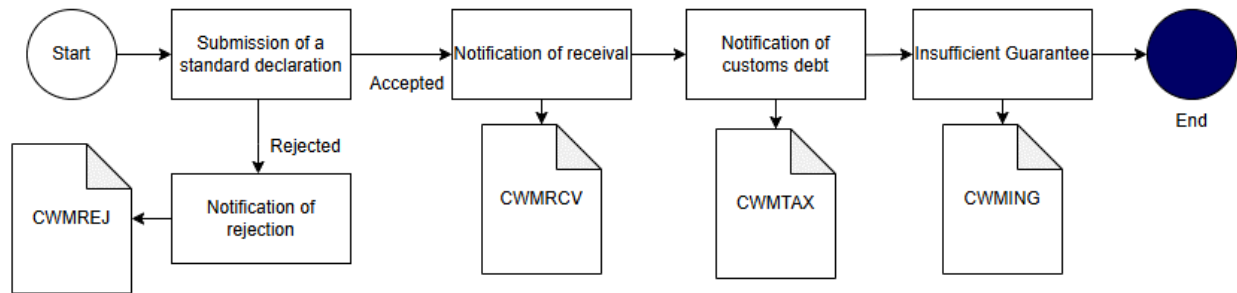 Start
Submission of a
standard declaration
Accepted
Notification of receival
Notification of
customs debt
Insufficient Guarantee
End
Rejected
Notification of
rejection
CWMREJ
CWMRCV
CWMTAX
CWMING